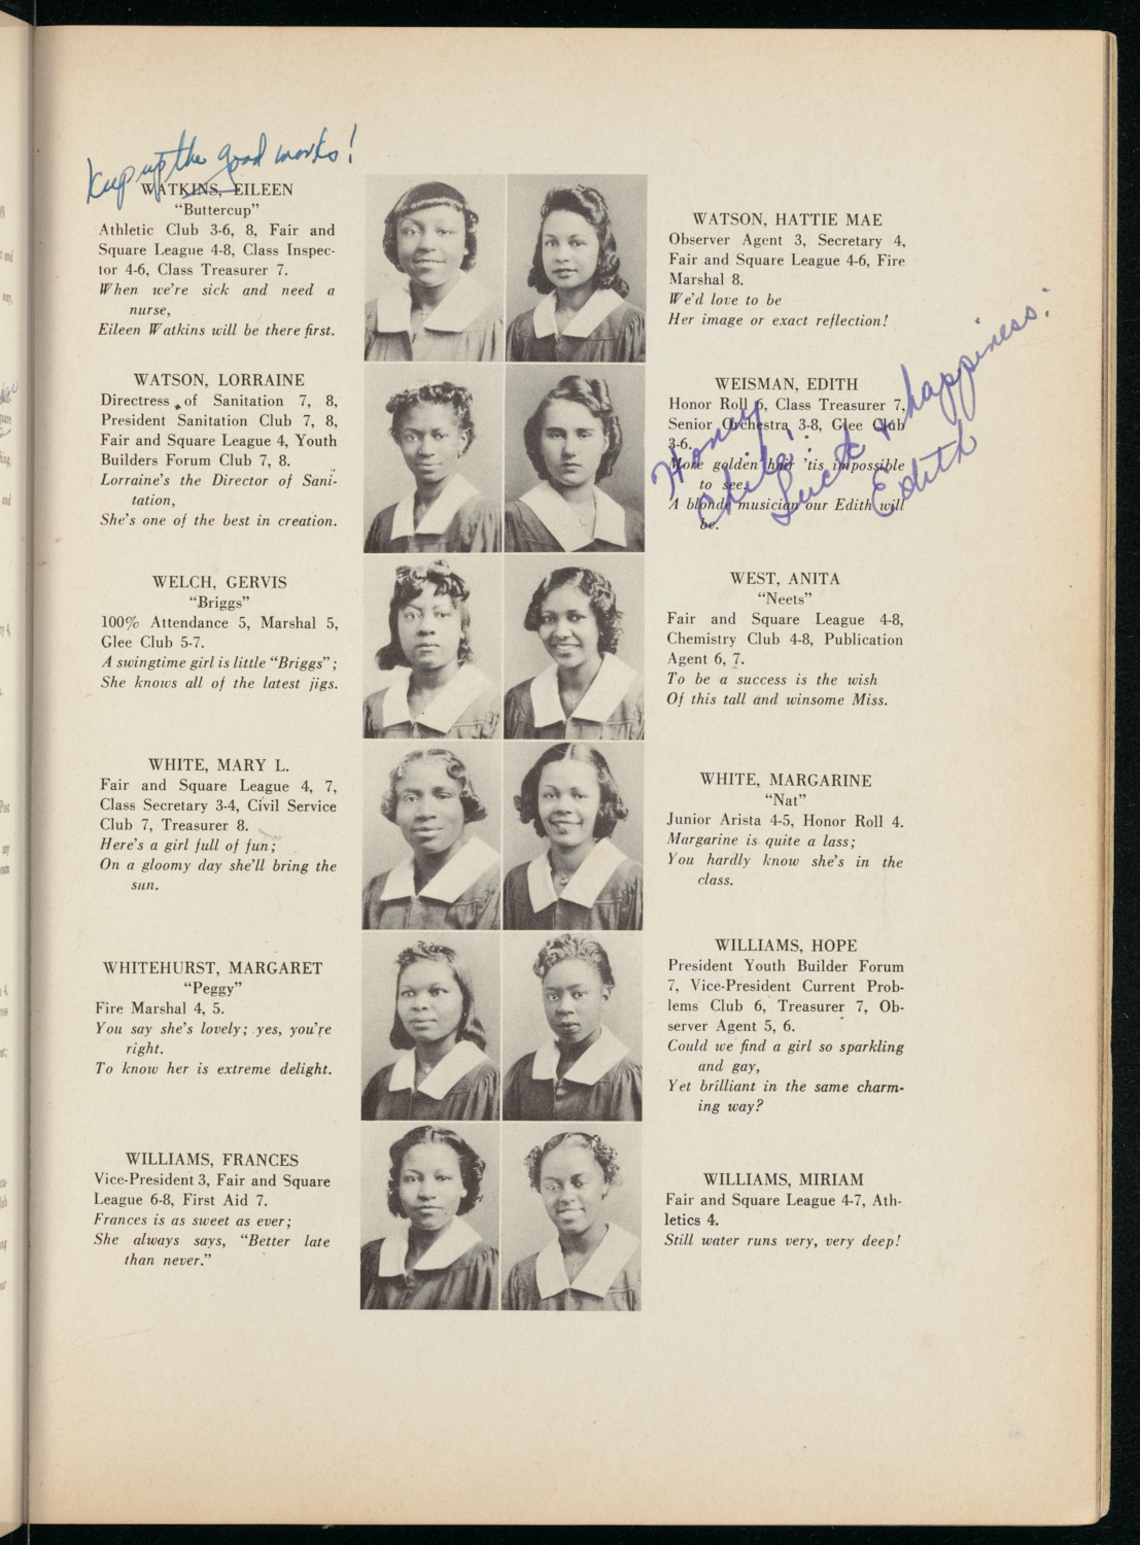 Keep up the good works!
WATKINS, EILEEN
"Buttercup"
Athletic Club 3-6, 8, Fair and
Square League 4-8, Class Inspec-
tor 4-6, Class Treasurer 7.
When we're sick and need a
nurse,
Eileen Watkins will be there first.
WATSON, HATTIE MAE
Observer Agent 3, Secretary 4,
Fair and Square League 4-6, Fire
Marshal 8.
We'd love to be
Her image or exact reflection!
WATSON, LORRAINE
Directress of Sanitation 7, 8,
President Sanitation Club 7, 8,
Fair and Square League 4, Youth
Builders Forum Club 7, 8.
Lorraine's the Director of Sani-
tation,
She's one of the best in creation.
WEISMAN, EDITH
Honor Roll 6, Class Treasurer 7,
Senior Orchestra 3-8, Glee Club
3-6.
More golden hair 'tis impossible
to see,
A blonde musician our Edith will
be.
Honey
Chile!
Luck & happiness!
Edith
WELCH, GERVIS
"Briggs"
100% Attendance 5, Marshal 5,
Glee Club 5-7.
A swingtime girl is little "Briggs";
She knows all of the latest jigs.
WEST, ANITA
"Neets"
Fair and Square League 4-8,
Chemistry Club 4-8, Publication
Agent 6, 7.
To be a success is the wish
Of this tall and winsome Miss.
WHITE, MARY L.
Fair and Square League 4, 7,
Class Secretary 3-4, Civil Service
Club 7, Treasurer 8.
Here's a girl full of fun;
On a gloomy day she'll bring the
sun.
WHITE, MARGARINE
"Nat"
Junior Arista 4-5, Honor Roll 4.
Margarine is quite a lass;
You hardly know she's in the
class.
WHITEHURST, MARGARET
"Peggy"
Fire Marshal 4, 5.
You say she's lovely; yes, you're
right.
To know her is extreme delight.
WILLIAMS, HOPE
President Youth Builder Forum
7, Vice-President Current Prob-
lems Club 6, Treasurer 7, Ob-
server Agent 5, 6.
Could we find a girl so sparkling
and gay,
Yet brilliant in the same charm-
ing way?
WILLIAMS, FRANCES
Vice-President 3, Fair and Square
League 6-8, First Aid 7.
Frances is as sweet as ever;
She always says, "Better late
than never."
WILLIAMS, MIRIAM
Fair and Square League 4-7, Ath-
letics 4.
Still water runs very, very deep!